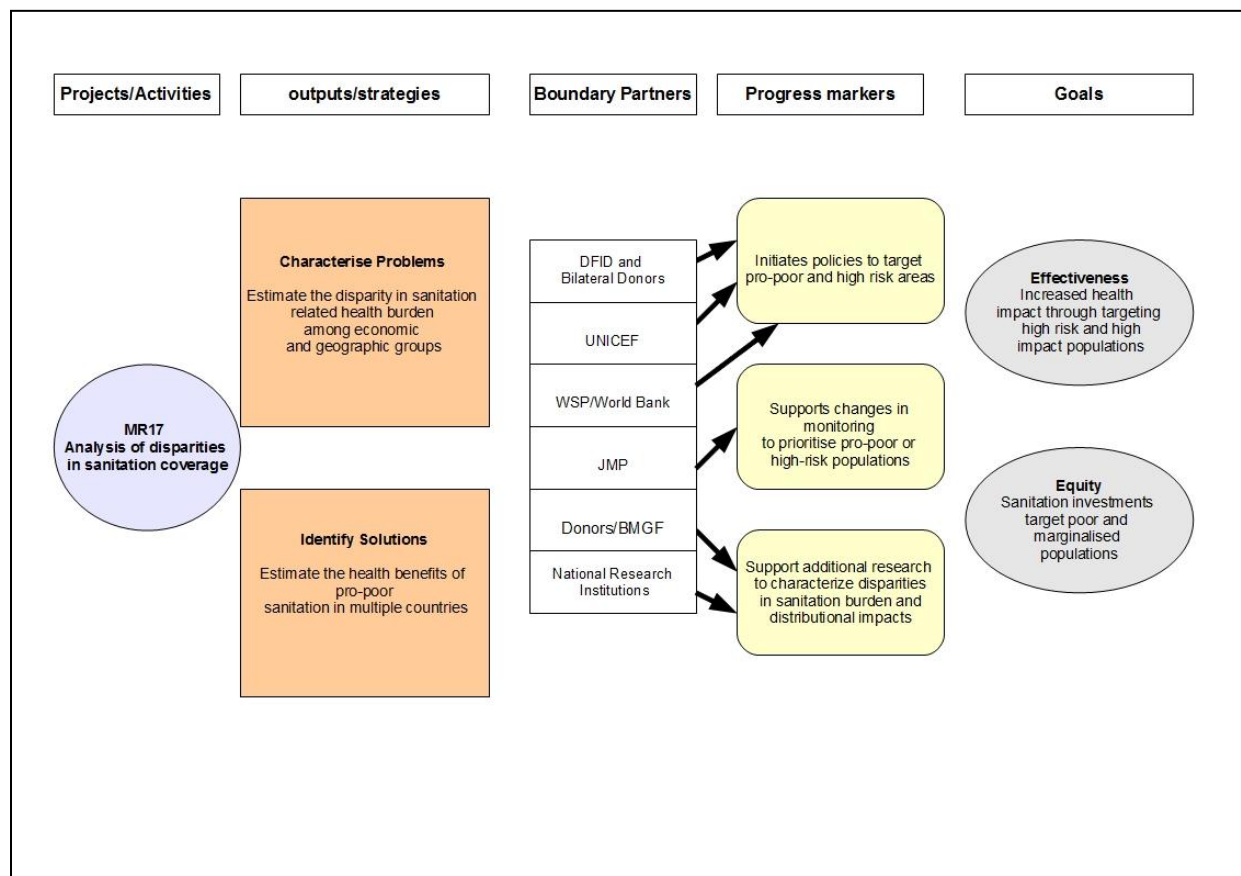 Projects/Activities
outputs/strategies
Boundary Partners
Progress markers
Goals
MR17
Analysis of disparities
in sanitation coverage
Characterise Problems
Estimate the disparity in sanitation
related health burden
among economic
and geographic groups
Identify Solutions
Estimate the health benefits of
pro-poor
sanitation in multiple countries
DFID and
Bilateral Donors
UNICEF
WSP/World Bank
JMP
Donors/BMGF
National Research
Institutions
Initiates policies to target
pro-poor and high risk areas
Supports changes in
monitoring
to prioritise pro-poor or
high-risk populations
Support additional research
to characterize disparities
in sanitation burden and
distributional impacts
Effectiveness
Increased health
impact through targeting
high risk and high
impact populations
Equity
Sanitation investments
target poor and
marginalised
populations